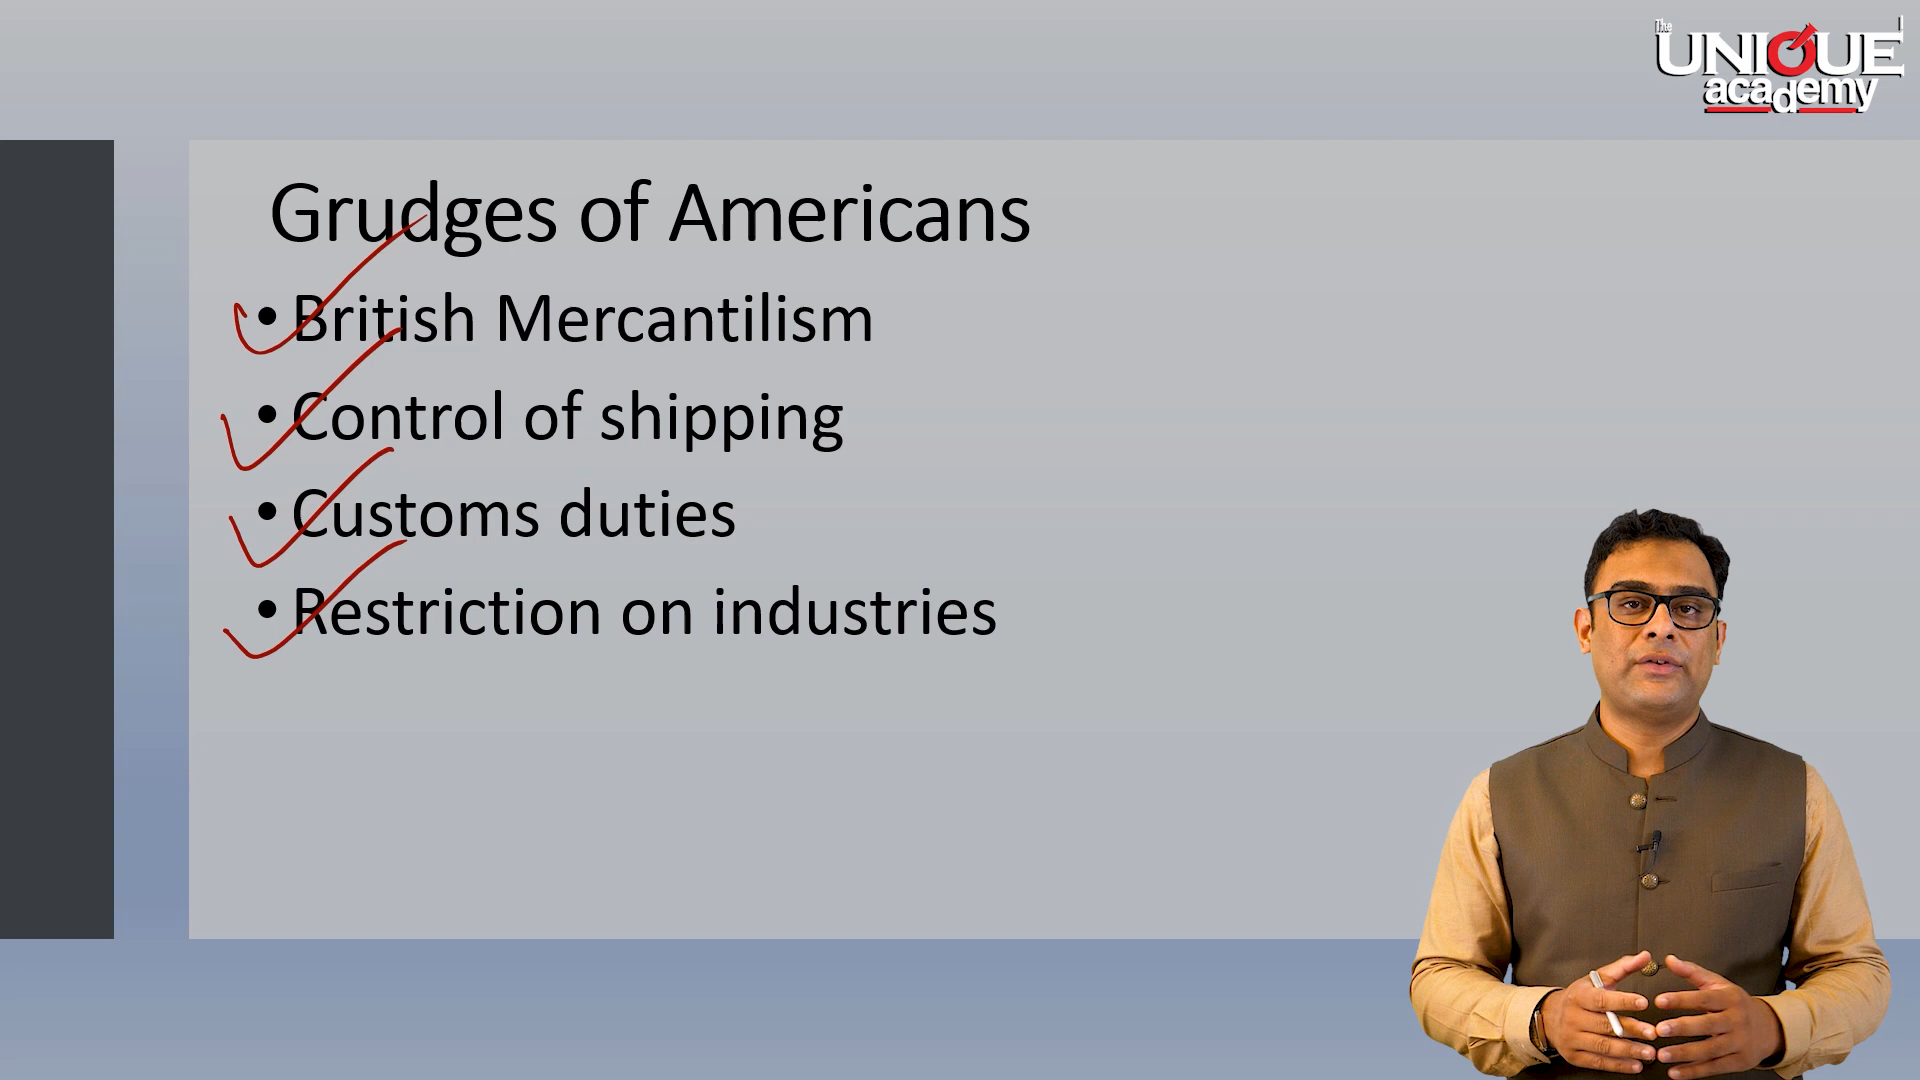 The
UNIQUE
academy
Grudges of Americans
• British Mercantilism
• Control of shipping
• Customs duties
• Restriction on industries